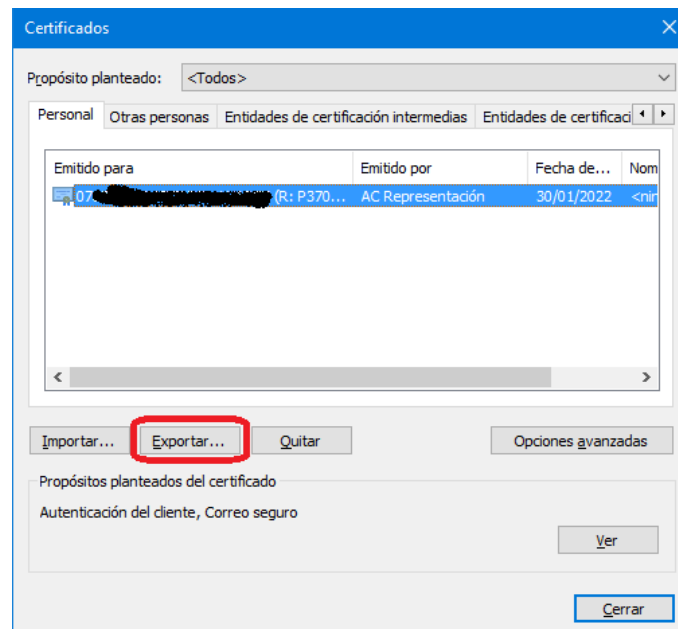 Certificados
Propósito planteado: <Todos>
Personal Otras personas Entidades de certificación intermedias Entidades de certificaci
Emitido para Emitido por Fecha de... Nom
07 (R: P370... AC Representación 30/01/2022 <nin
Importar... Exportar... Quitar Opciones avanzadas
Propósitos planteados del certificado
Autenticación del cliente, Correo seguro
Ver
Cerrar